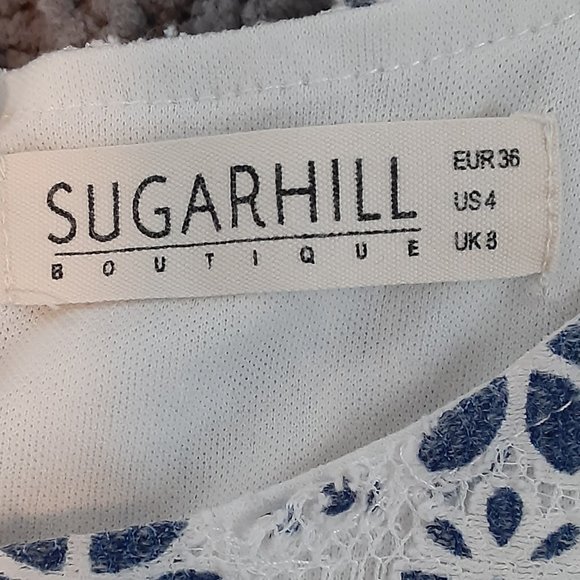 SUGARHILL
BOUTIQUE
EUR 36
US 4
UK 8